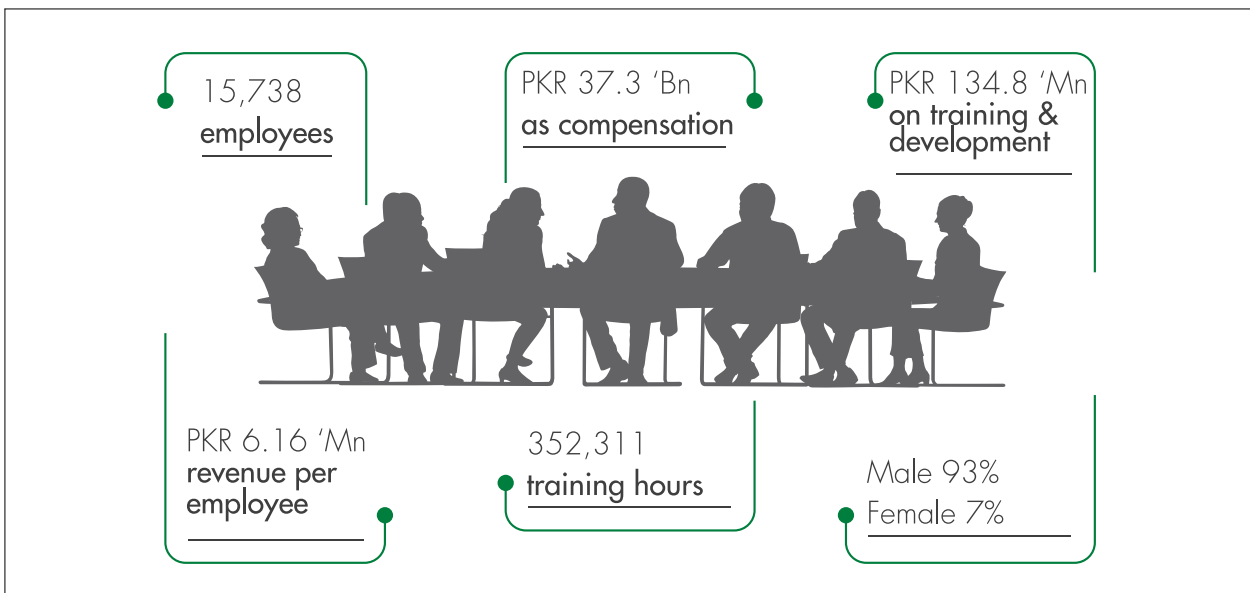 15,738
employees
PKR 37.3 ‘Bn
as compensation
PKR 134.8 ‘Mn
on training &
development
PKR 6.16 ‘Mn
revenue per
employee
352,311
training hours
Male 93%
Female 7%